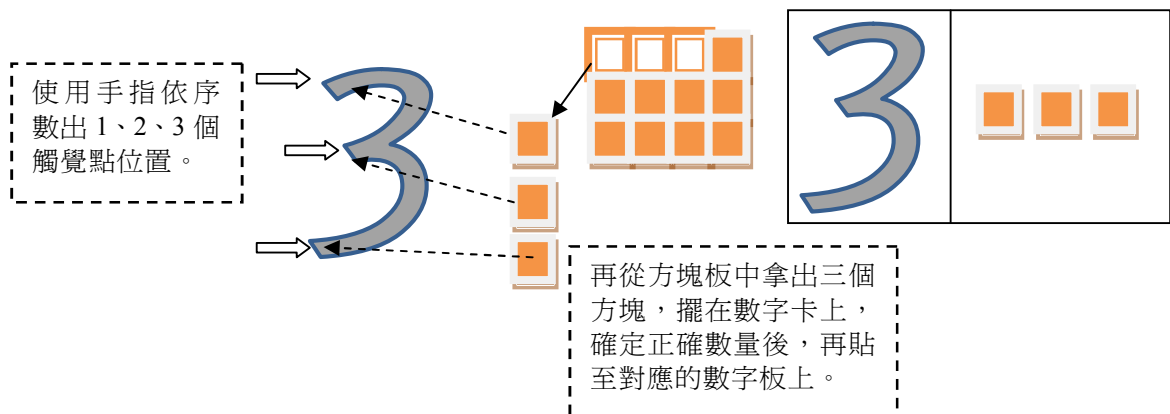 使用手指依序
數出 1、2、3 個
觸覺點位置。
3
3
再從方塊板中拿出三個
方塊，擺在數字卡上，
確定正確數量後，再貼
至對應的數字板上。